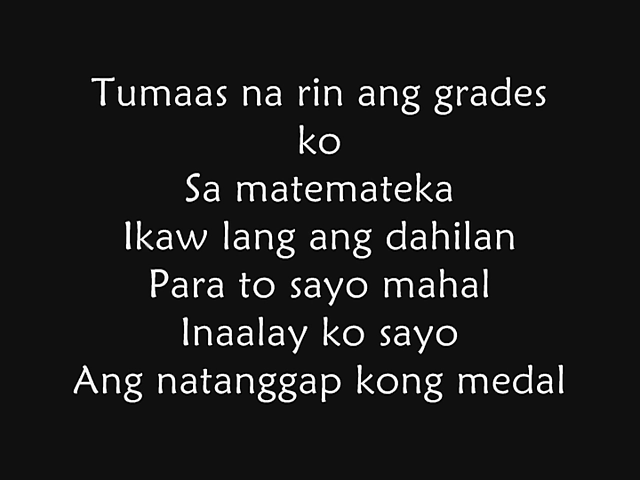 Tumaas na rin ang grades
ko
Sa matemateka
Ikaw lang ang dahilan
Para to sayo mahal
Inaalay ko sayo
Ang natanggap kong medal